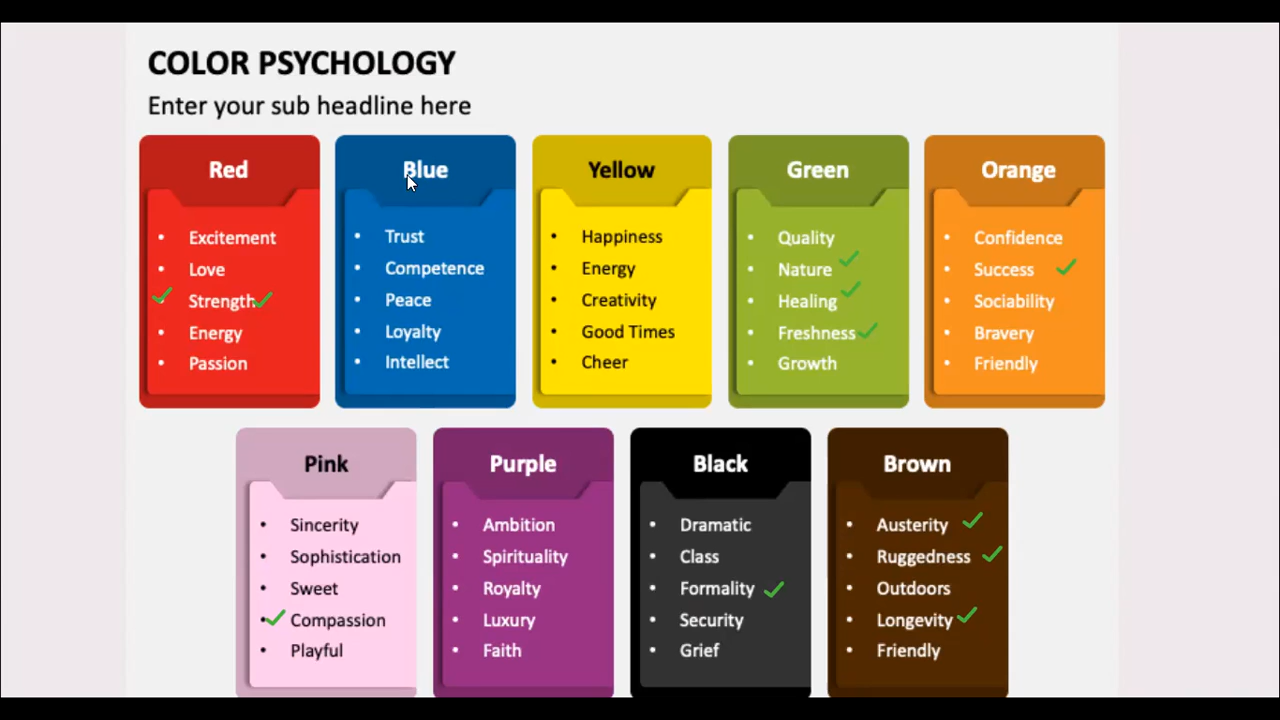 COLOR PSYCHOLOGY
Enter your sub headline here
Red
• Excitement
• Love
• Strength
• Energy
• Passion
Blue
• Trust
• Competence
• Peace
• Loyalty
• Intellect
Yellow
• Happiness
• Energy
• Creativity
• Good Times
• Cheer
Green
• Quality
• Nature
• Healing
• Freshness
• Growth
Orange
• Confidence
• Success
• Sociability
• Bravery
• Friendly
Pink
• Sincerity
• Sophistication
• Sweet
• Compassion
• Playful
Purple
• Ambition
• Spirituality
• Royalty
• Luxury
• Faith
Black
• Dramatic
• Class
• Formality
• Security
• Grief
Brown
• Austerity
• Ruggedness
• Outdoors
• Longevity
• Friendly